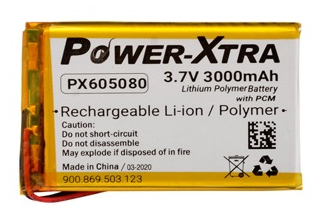 POWER-XTRA
PX605080 3.7V 3000mAh
Lithium Polymer Battery
with PCM
Rechargeable Li-ion / Polymer
Caution:
Do not short-circuit
Do not disassemble
May explode if disposed of in fire
Made in China / 03-2020
900.869.503.123